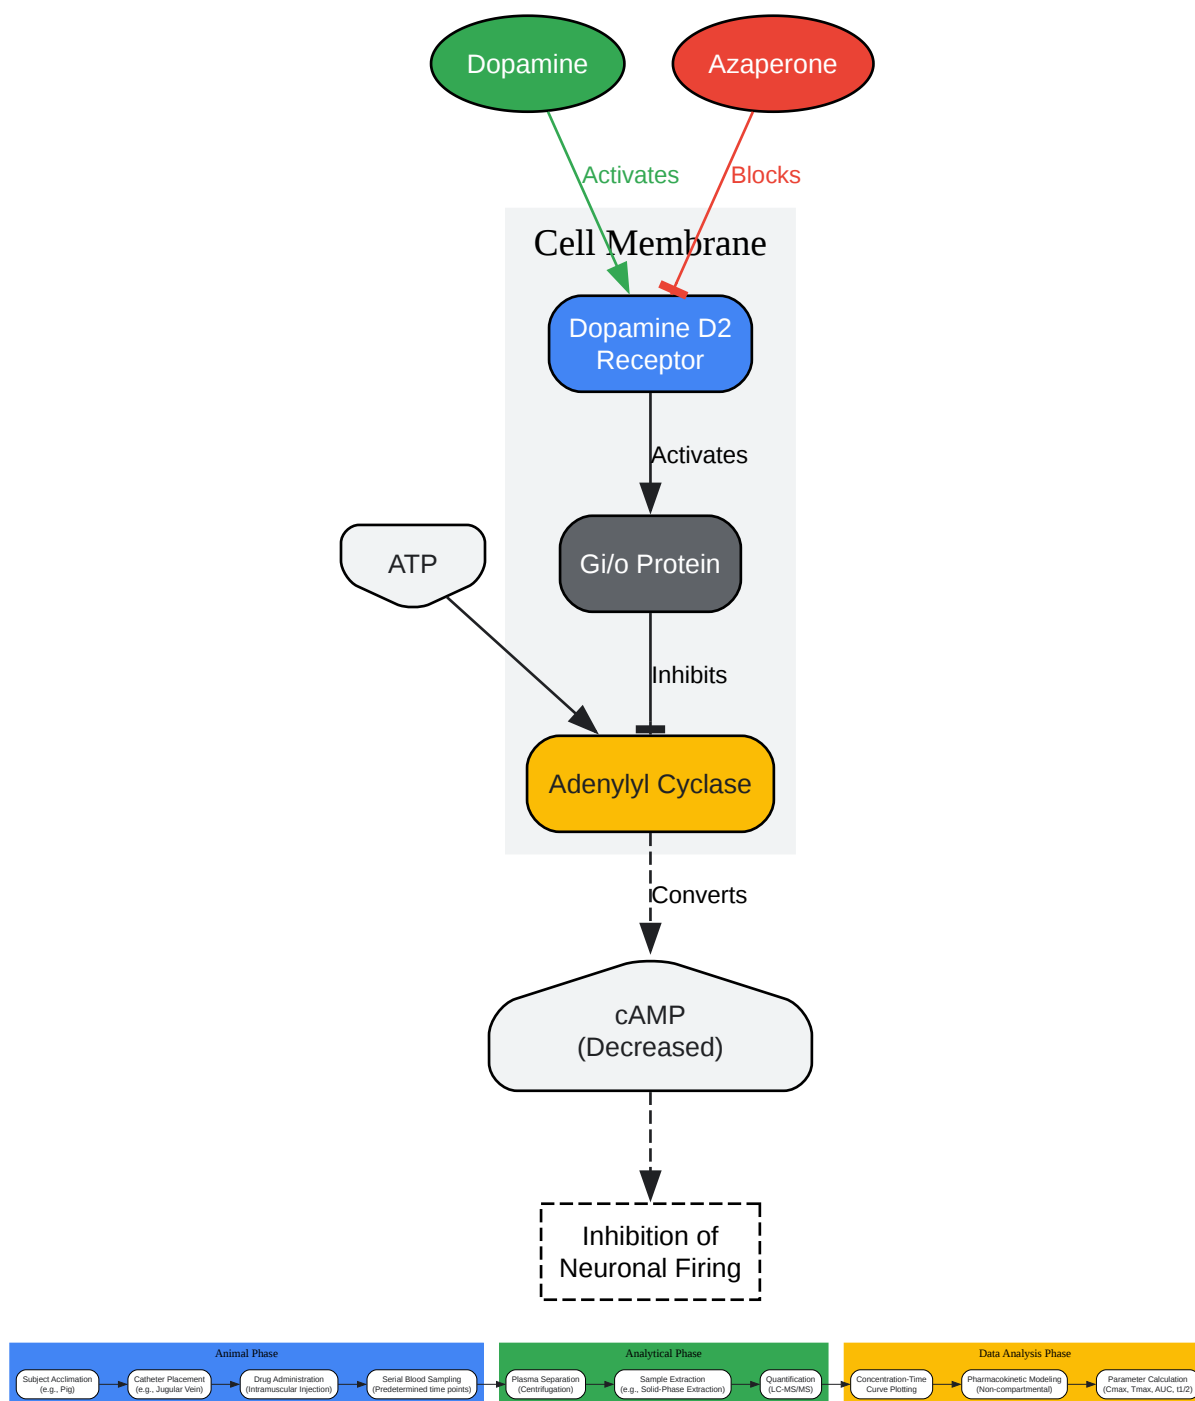 Dopamine
Azaperone
Activates
Blocks
Cell Membrane
Dopamine D2
Receptor
Activates
ATP
Gi/o Protein
Inhibits
Adenylyl Cyclase
Converts
cAMP
(Decreased)
Inhibition of
Neuronal Firing
Animal Phase
Subject Acclimation
(e.g., Pig)
Catheter Placement
(e.g., Jugular Vein)
Drug Administration
(Intramuscular Injection)
Serial Blood Sampling
(Predetermined time points)
Analytical Phase
Plasma Separation
(Centrifugation)
Sample Extraction
(e.g., Solid-Phase Extraction)
Quantification
(LC-MS/MS)
Data Analysis Phase
Concentration-Time
Curve Plotting
Pharmacokinetic Modeling
(Non-compartmental)
Parameter Calculation
(Cmax, Tmax, AUC, t1/2)